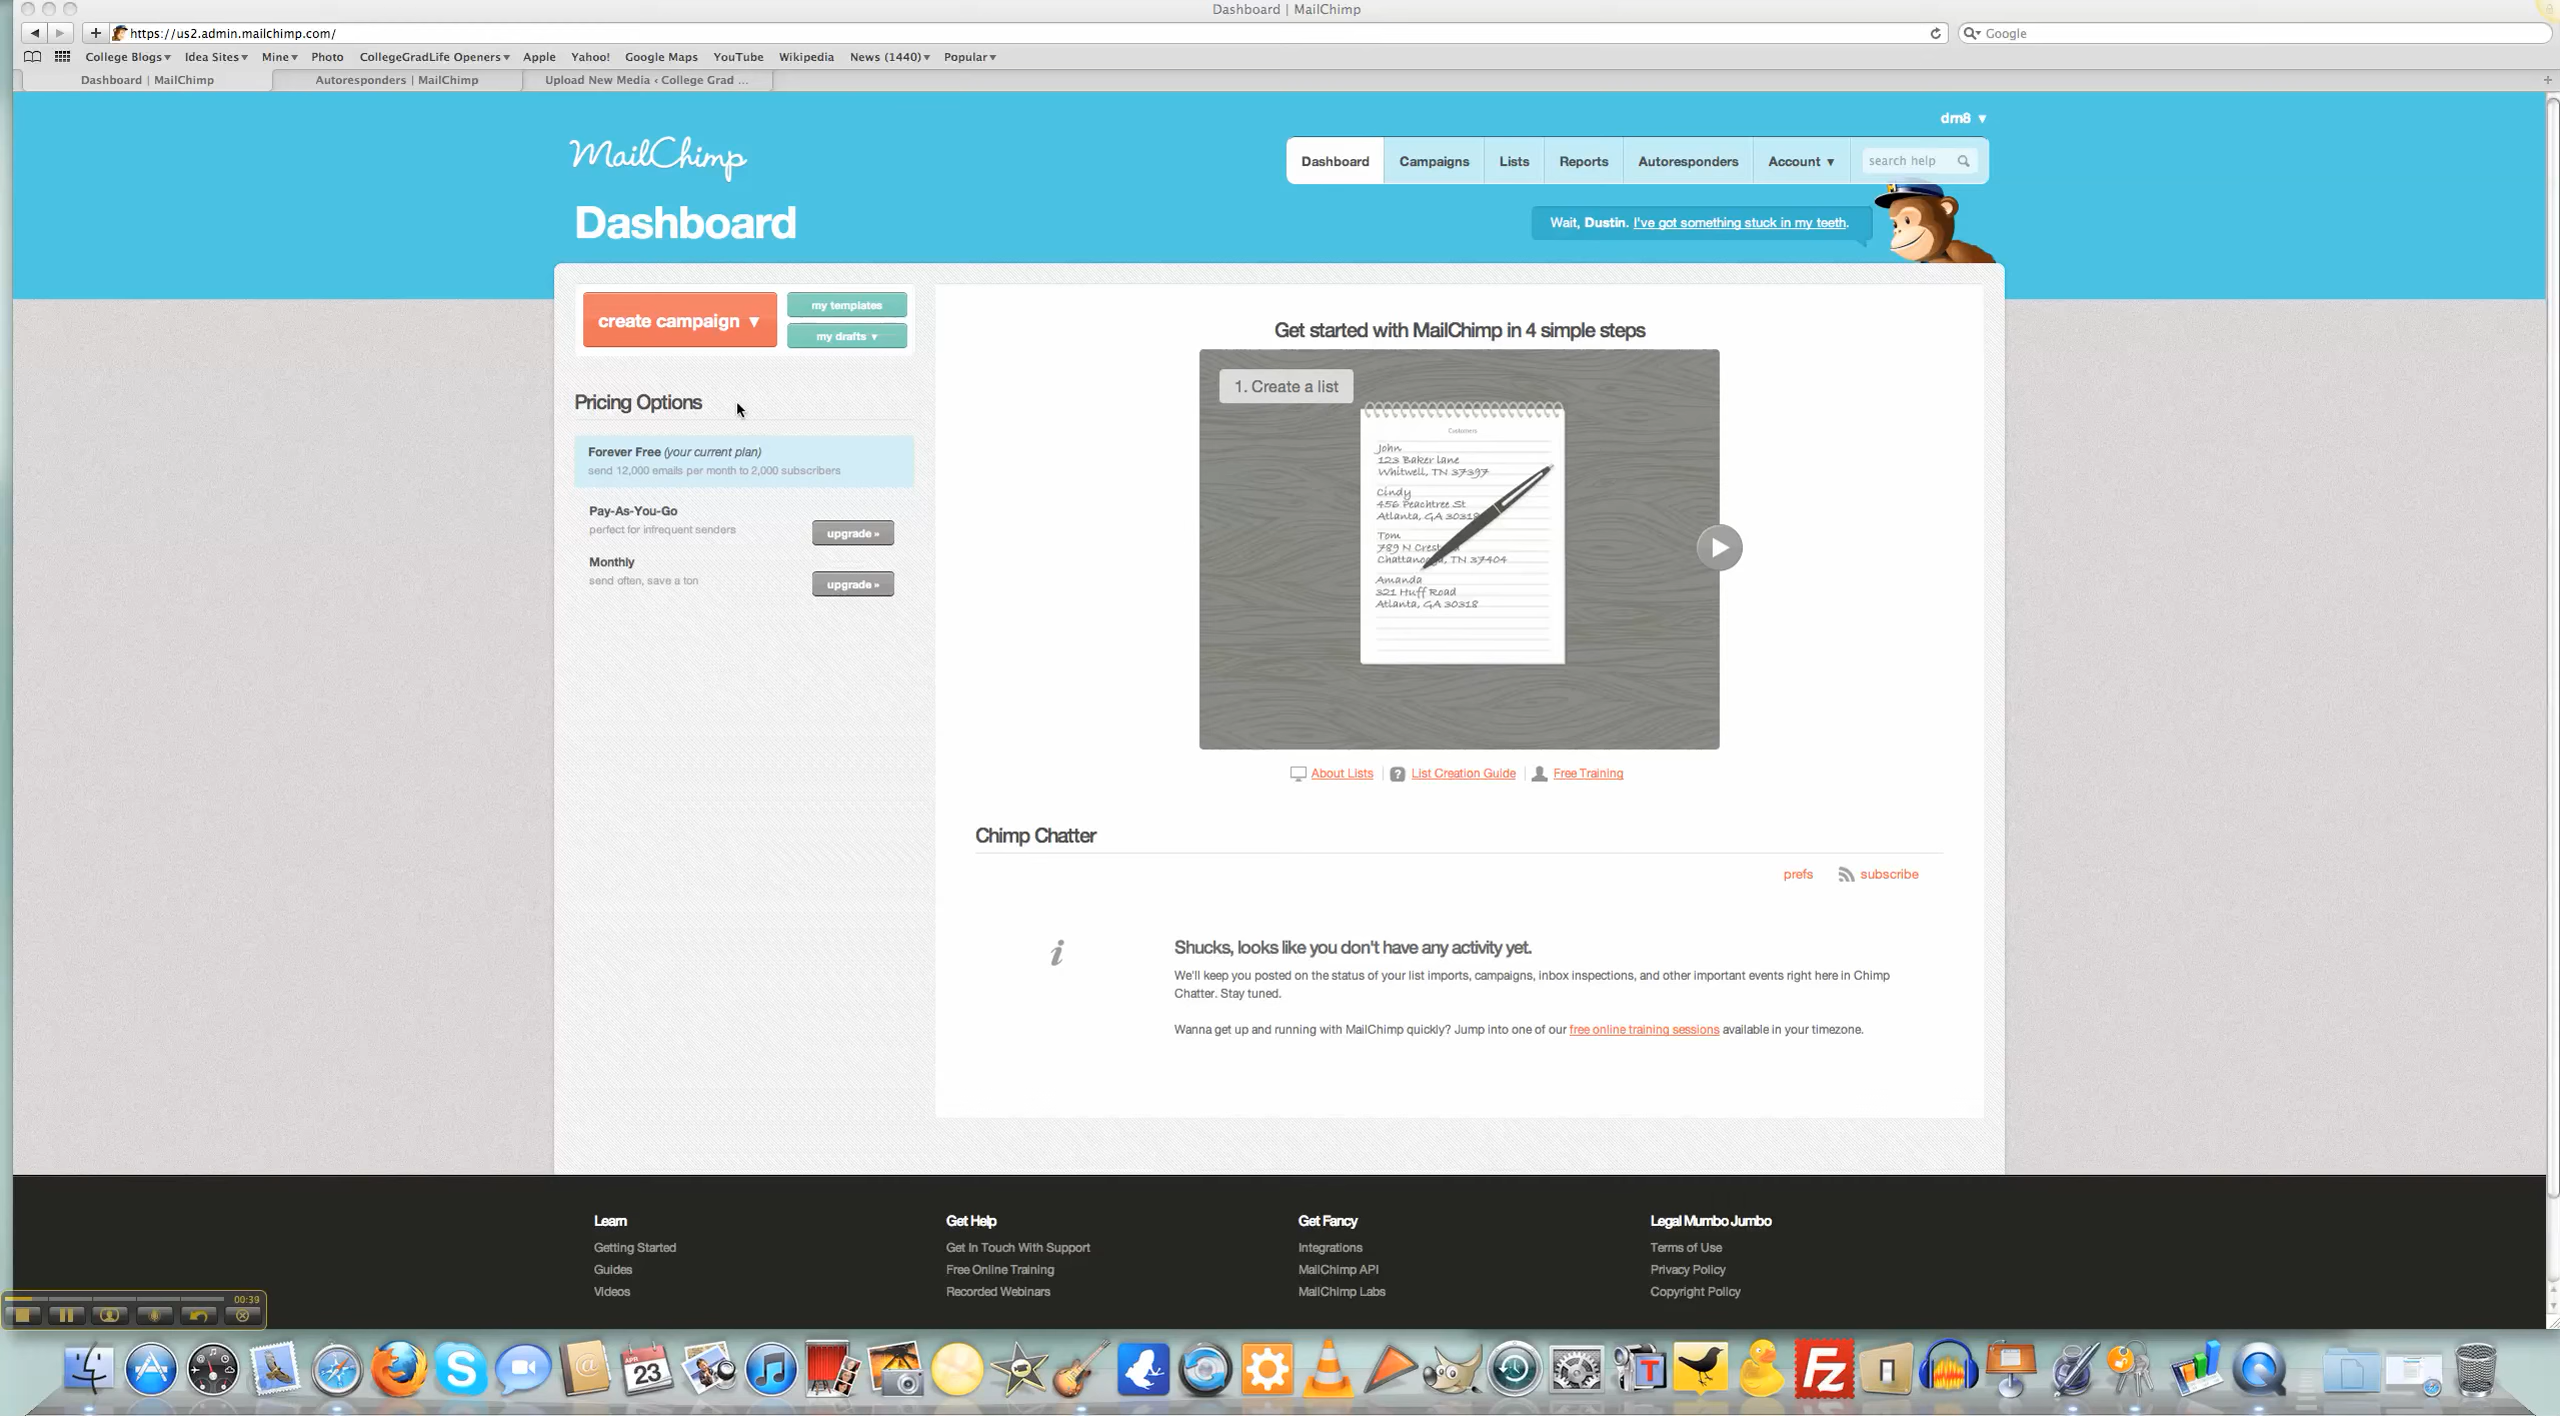 Dashboard | MailChimp
https://us2.admin.mailchimp.com/
Google
College Blogs Idea Sites Mine Photo CollegeGradLife Openers Apple Yahoo! Google Maps YouTube Wikipedia News (1440) Popular
Dashboard | MailChimp Autoresponders | MailChimp Upload New Media ‹ College Grad ...
drn8
MailChimp
Dashboard Campaigns Lists Reports Autoresponders Account search help
Dashboard
Wait, Dustin. I've got something stuck in my teeth.
create campaign
my templates
my drafts
Get started with MailChimp in 4 simple steps
1. Create a list
Customers
John
123 Baker lane
Whitwell, TN 37397
Cindy
456 Peachtree St
Atlanta, GA 30318
Tom
789 N
TN 37404
Amanda
321 Huff Road
Atlanta, GA 30318
Pricing Options
Forever Free (your current plan)
send 12,000 emails per month to 2,000 subscribers
Pay-As-You-Go
perfect for infrequent senders
upgrade »
Monthly
send often, save a ton
upgrade »
About Lists List Creation Guide Free Training
Chimp Chatter
prefs subscribe
Shucks, looks like you don't have any activity yet.
We'll keep you posted on the status of your list imports, campaigns, inbox inspections, and other important events right here in Chimp
Chatter. Stay tuned.
Wanna get up and running with MailChimp quickly? Jump into one of our free online training sessions available in your timezone.
Learn
Getting Started
Guides
Videos
Get Help
Get In Touch With Support
Free Online Training
Recorded Webinars
Get Fancy
Integrations
MailChimp API
MailChimp Labs
Legal Mumbo Jumbo
Terms of Use
Privacy Policy
Copyright Policy
00:39
APR
23
T
Fz